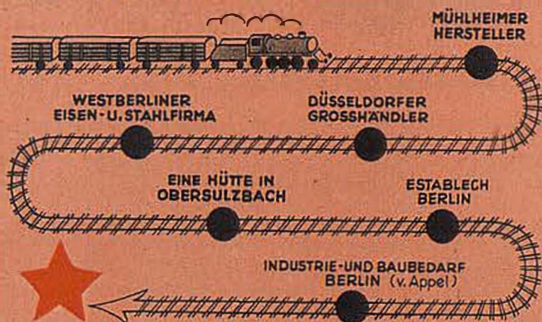 MÜHLHEIMER
HERSTELLER
WESTBERLINER
EISEN- U. STAHLFIRMA
DÜSSELDORFER
GROSSHÄNDLER
EINE HÜTTE IN
OBERSULZBACH
ESTABLECH
BERLIN
INDUSTRIE-UND BAUBEDARF
BERLIN (v. Appel)